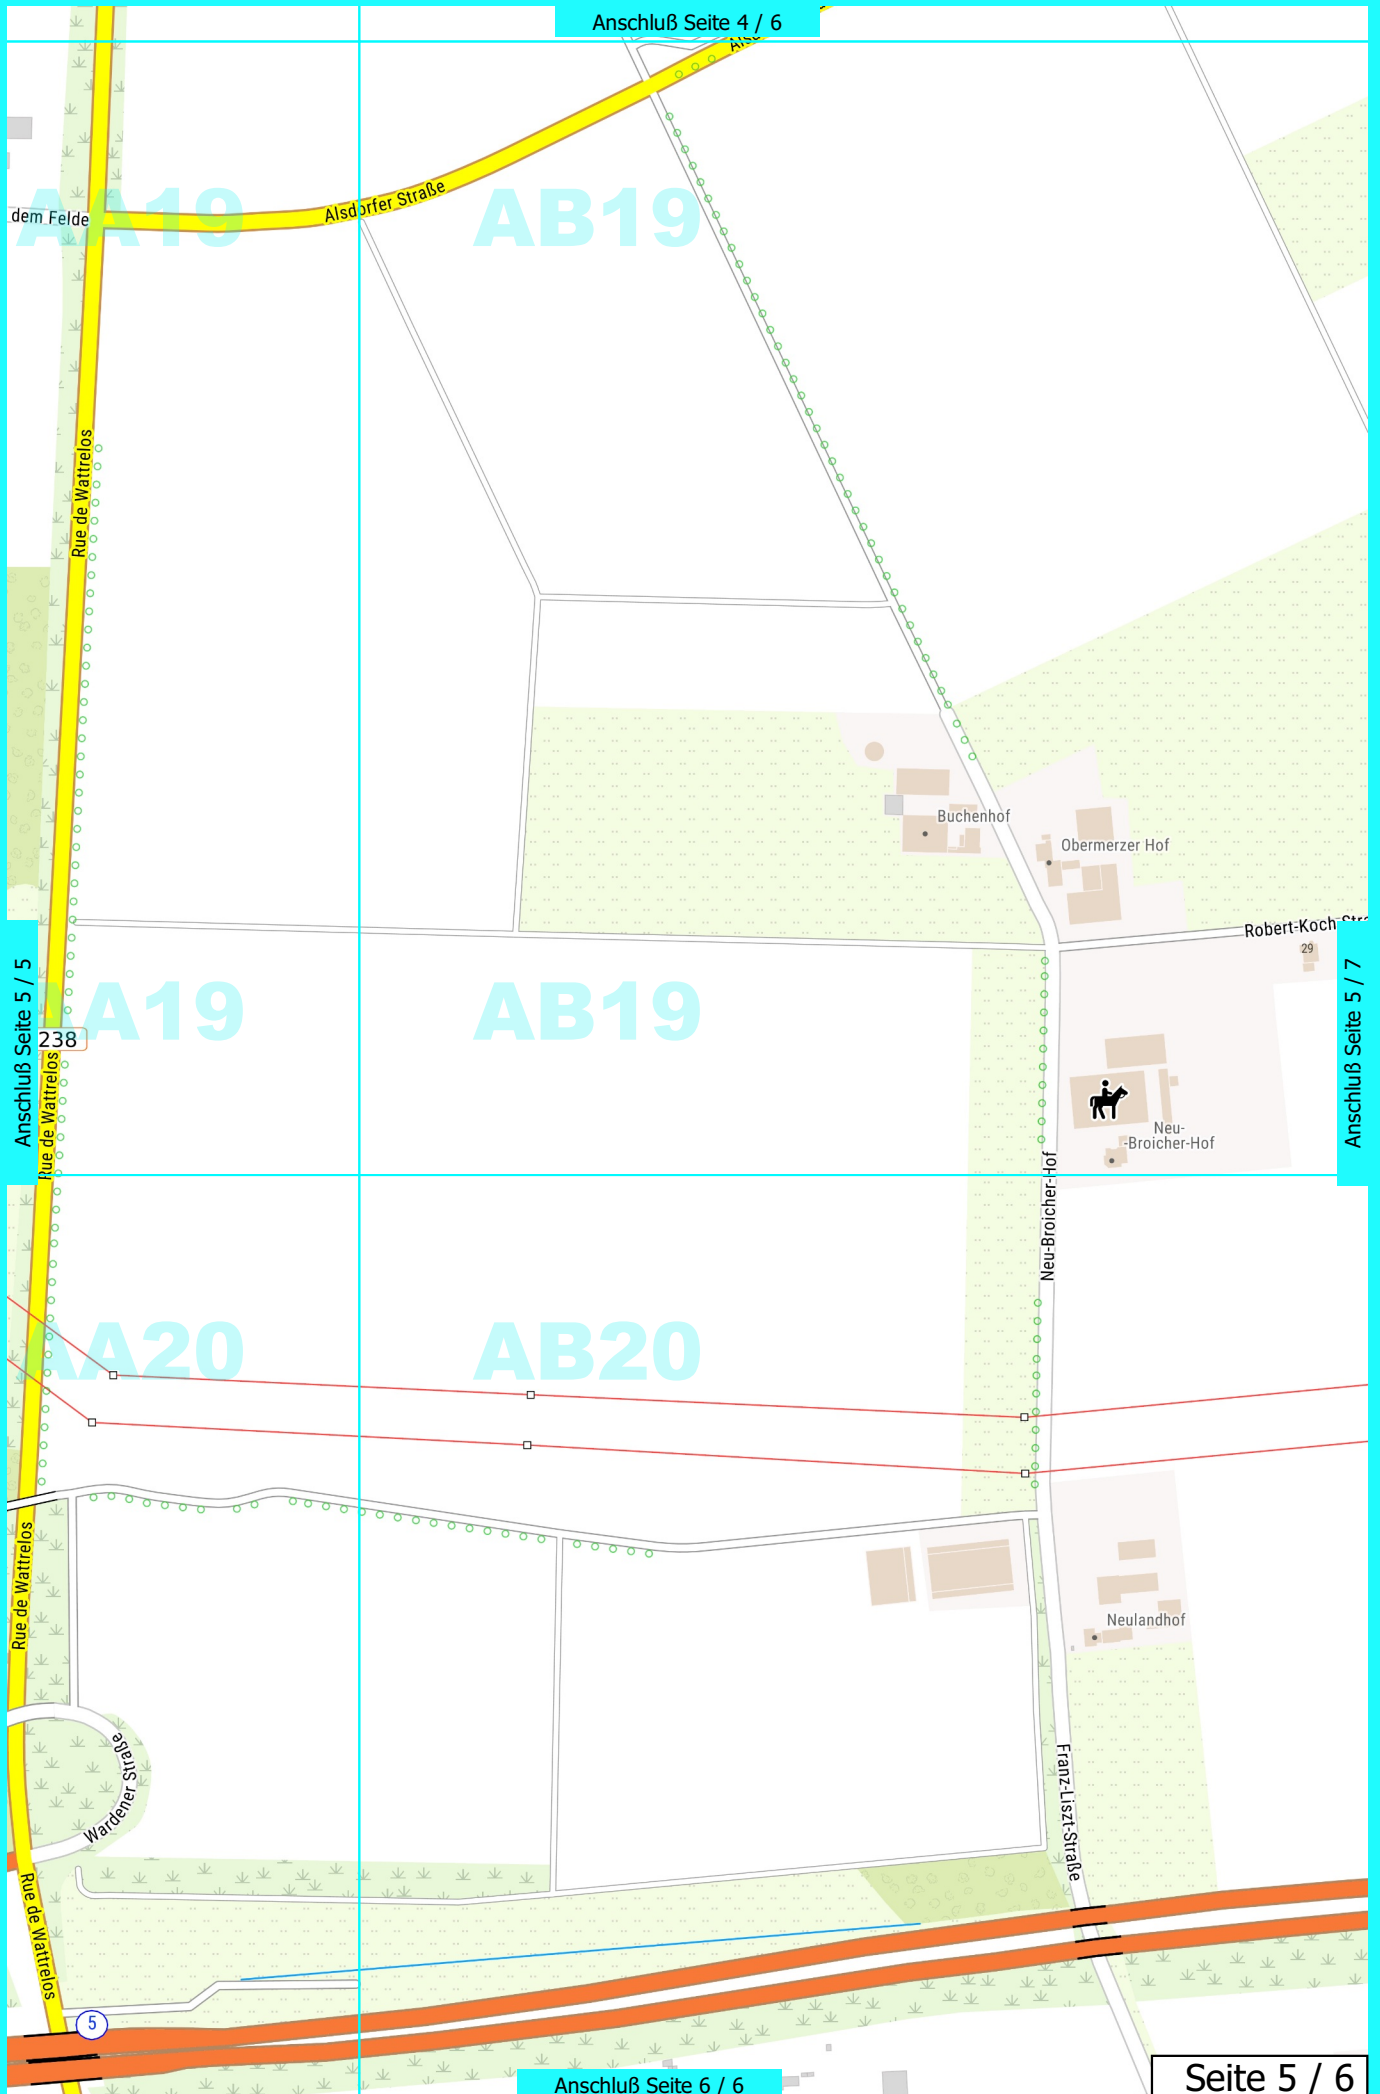 Anschluß Seite 4 / 6
dem Felde
AA19
Alsdorfer Straße
AB19
Rue de Wattrelos
Buchenhof
Obermerzer Hof
Robert-Koch-Stra
29
Anschluß Seite 5 / 5
AA19
AB19
Anschluß Seite 5 / 7
238
Rue de Wattrelos
Neu-
-Broicher-Hof
Neu-Broicher-Hof
AA20
AB20
Rue de Wattrelos
Neulandhof
Wardener Straße
Franz-Liszt-Straße
Rue de Wattrelos
5
Anschluß Seite 6 / 6
Seite 5 / 6